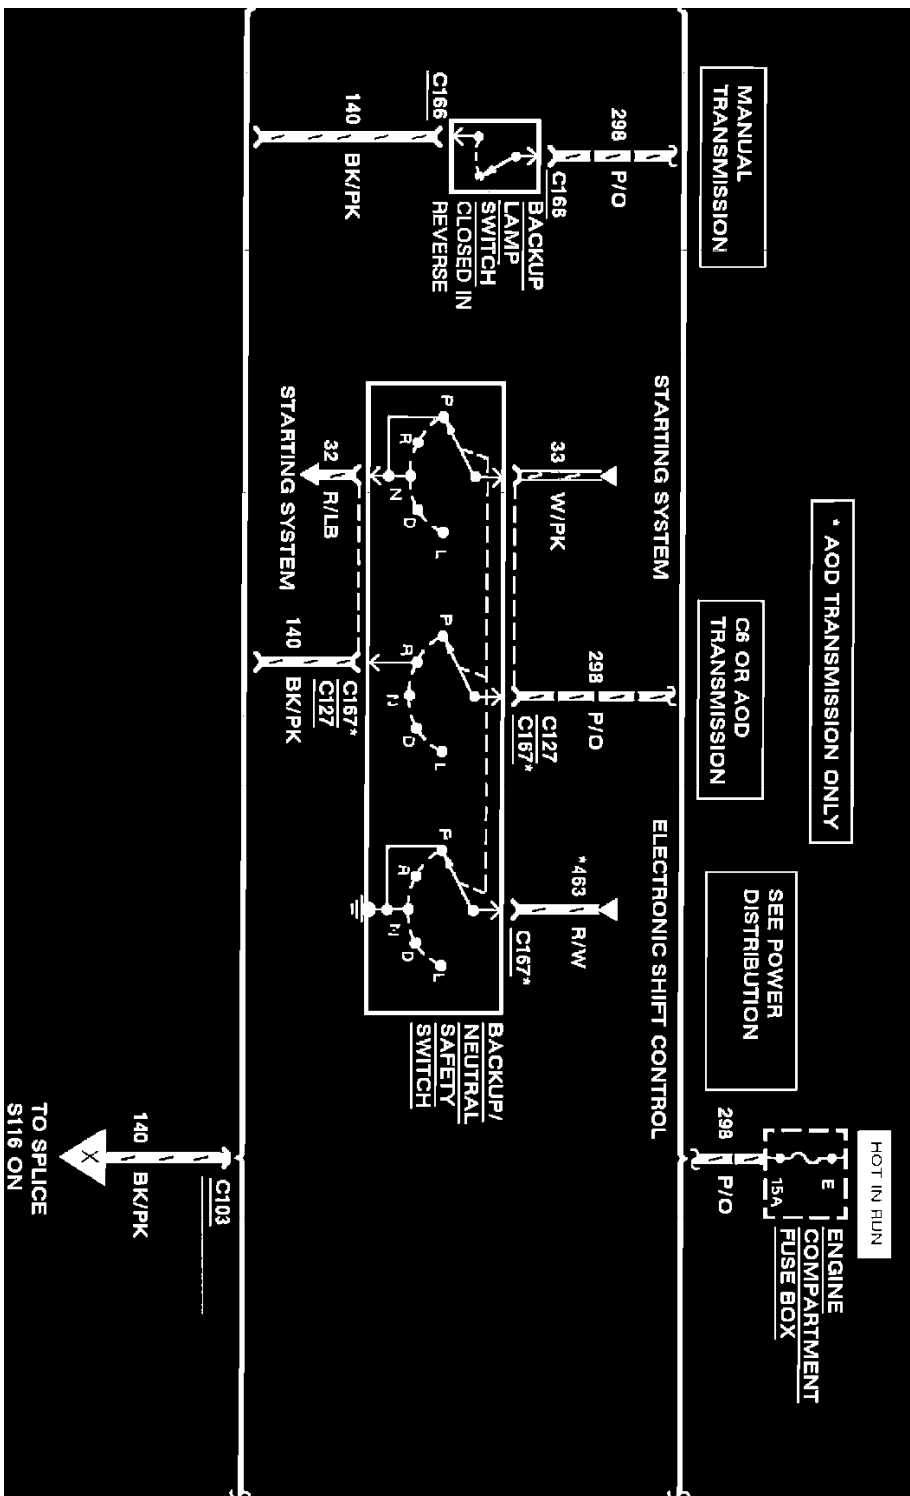 HOT IN RUN
ENGINE
COMPARTMENT
FUSE BOX
E
15A
298
P/O
SEE POWER
DISTRIBUTION
* AOD TRANSMISSION ONLY
MANUAL
TRANSMISSION
C6 OR AOD
TRANSMISSION
298
P/O
C168
BACKUP
LAMP
SWITCH
CLOSED IN
REVERSE
C166
140
BK/PK
STARTING SYSTEM
33
W/PK
298
P/O
C127
C167*
ELECTRONIC SHIFT CONTROL
*463
R/W
C167*
P
R
N
D
L
P
R
N
D
L
P
R
N
D
L
BACKUP/
NEUTRAL
SAFETY
SWITCH
32
R/LB
STARTING SYSTEM
C167*
C127
140
BK/PK
C103
140
BK/PK
X
TO SPLICE
S116 ON